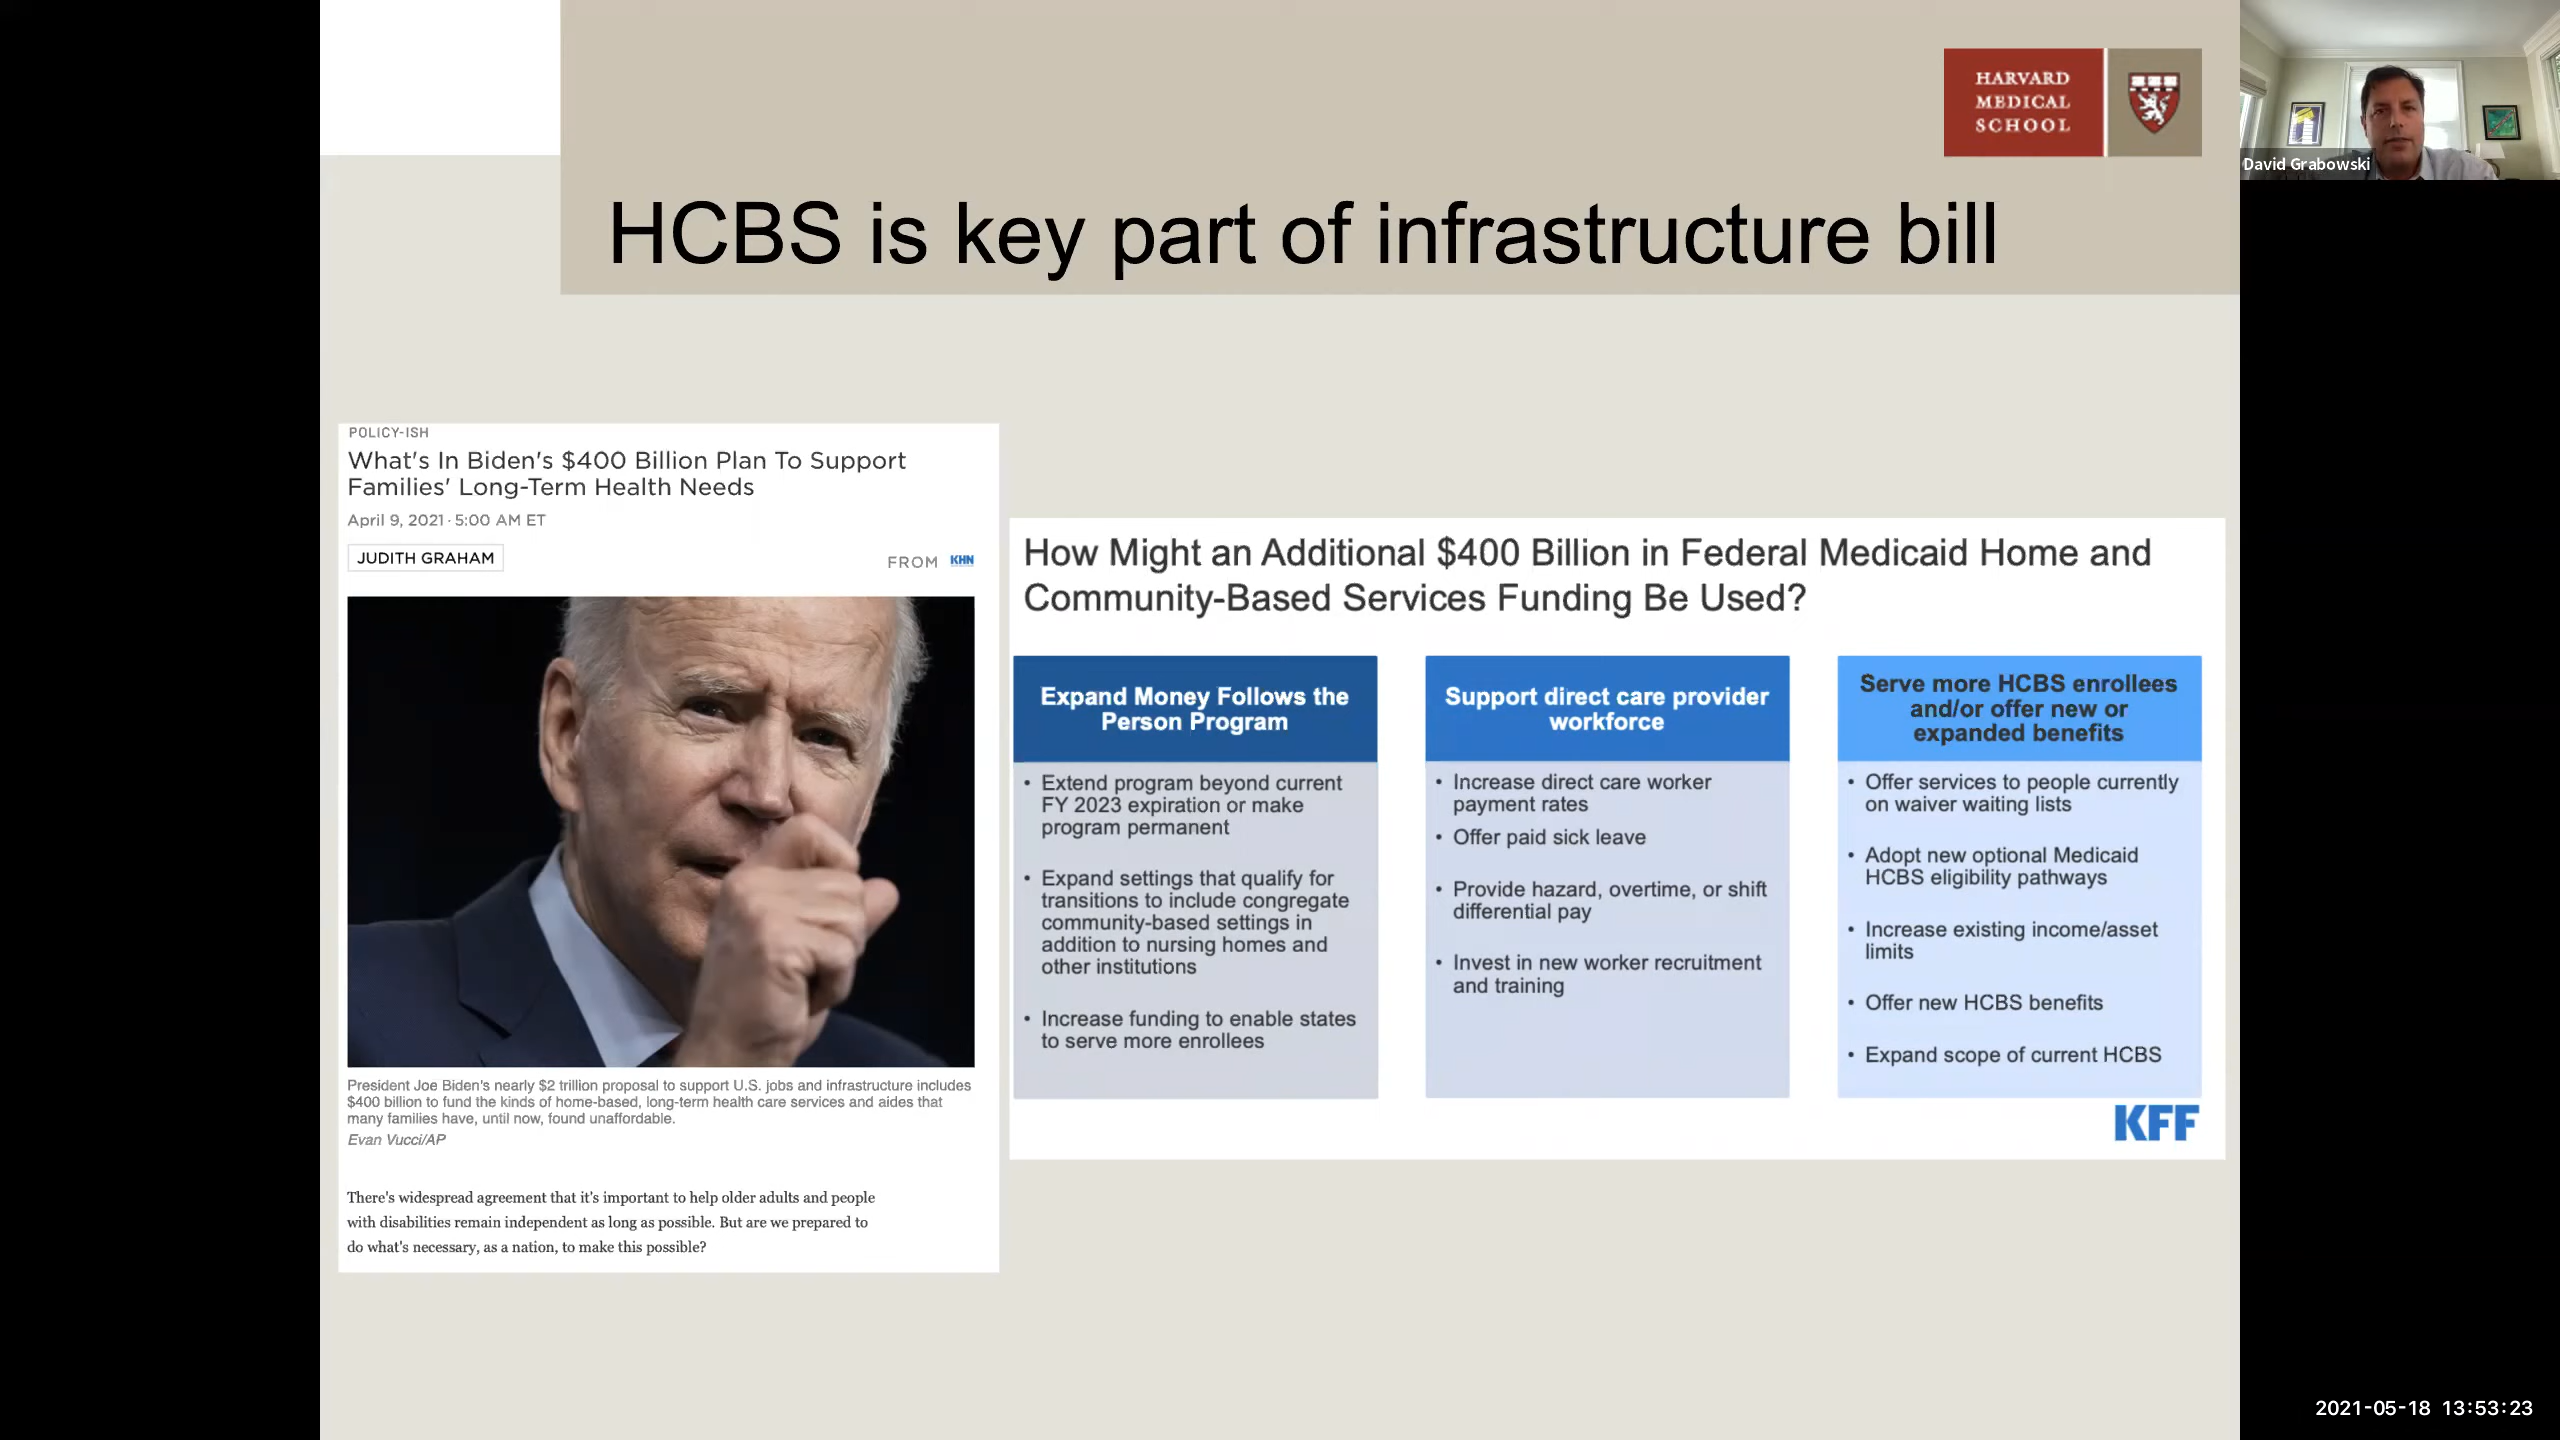 HARVARD
MEDICAL
SCHOOL
David Grabowski
HCBS is key part of infrastructure bill
POLICY-ISH
What's In Biden's $400 Billion Plan To Support
Families' Long-Term Health Needs
April 9, 2021 · 5:00 AM ET
JUDITH GRAHAM
FROM KHN
President Joe Biden's nearly $2 trillion proposal to support U.S. jobs and infrastructure includes
$400 billion to fund the kinds of home-based, long-term health care services and aides that
many families have, until now, found unaffordable.
Evan Vucci/AP
There's widespread agreement that it's important to help older adults and people
with disabilities remain independent as long as possible. But are we prepared to
do what's necessary, as a nation, to make this possible?
How Might an Additional $400 Billion in Federal Medicaid Home and
Community-Based Services Funding Be Used?
Expand Money Follows the
Person Program
• Extend program beyond current
FY 2023 expiration or make
program permanent
• Expand settings that qualify for
transitions to include congregate
community-based settings in
addition to nursing homes and
other institutions
• Increase funding to enable states
to serve more enrollees
Support direct care provider
workforce
• Increase direct care worker
payment rates
• Offer paid sick leave
• Provide hazard, overtime, or shift
differential pay
• Invest in new worker recruitment
and training
Serve more HCBS enrollees
and/or offer new or
expanded benefits
• Offer services to people currently
on waiver waiting lists
• Adopt new optional Medicaid
HCBS eligibility pathways
• Increase existing income/asset
limits
• Offer new HCBS benefits
• Expand scope of current HCBS
KFF
2021-05-18 13:53:23